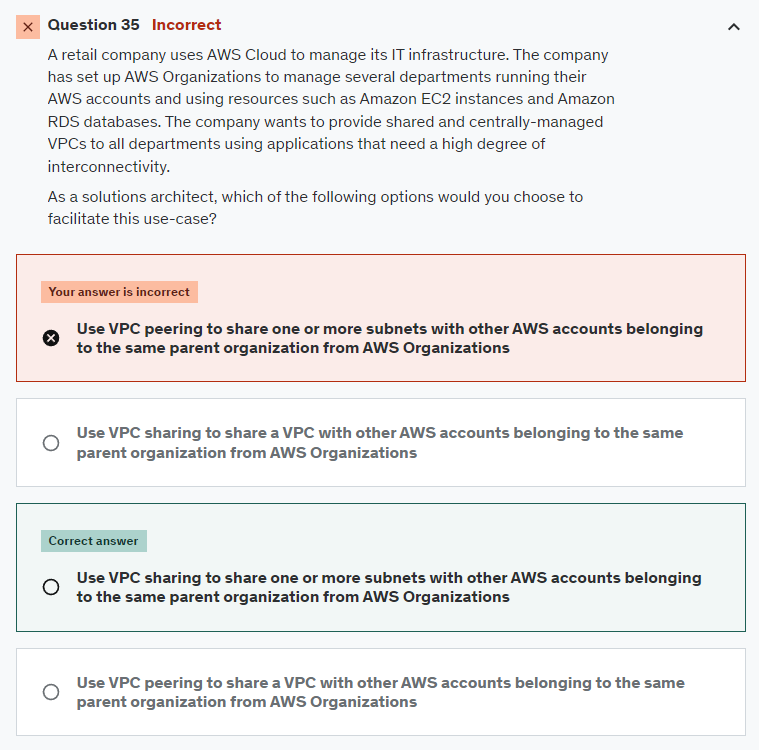 Question 35 Incorrect
A retail company uses AWS Cloud to manage its IT infrastructure. The company
has set up AWS Organizations to manage several departments running their
AWS accounts and using resources such as Amazon EC2 instances and Amazon
RDS databases. The company wants to provide shared and centrally-managed
VPCs to all departments using applications that need a high degree of
interconnectivity.
As a solutions architect, which of the following options would you choose to
facilitate this use-case?
Your answer is incorrect
Use VPC peering to share one or more subnets with other AWS accounts belonging
to the same parent organization from AWS Organizations
Use VPC sharing to share a VPC with other AWS accounts belonging to the same
parent organization from AWS Organizations
Correct answer
Use VPC sharing to share one or more subnets with other AWS accounts belonging
to the same parent organization from AWS Organizations
Use VPC peering to share a VPC with other AWS accounts belonging to the same
parent organization from AWS Organizations